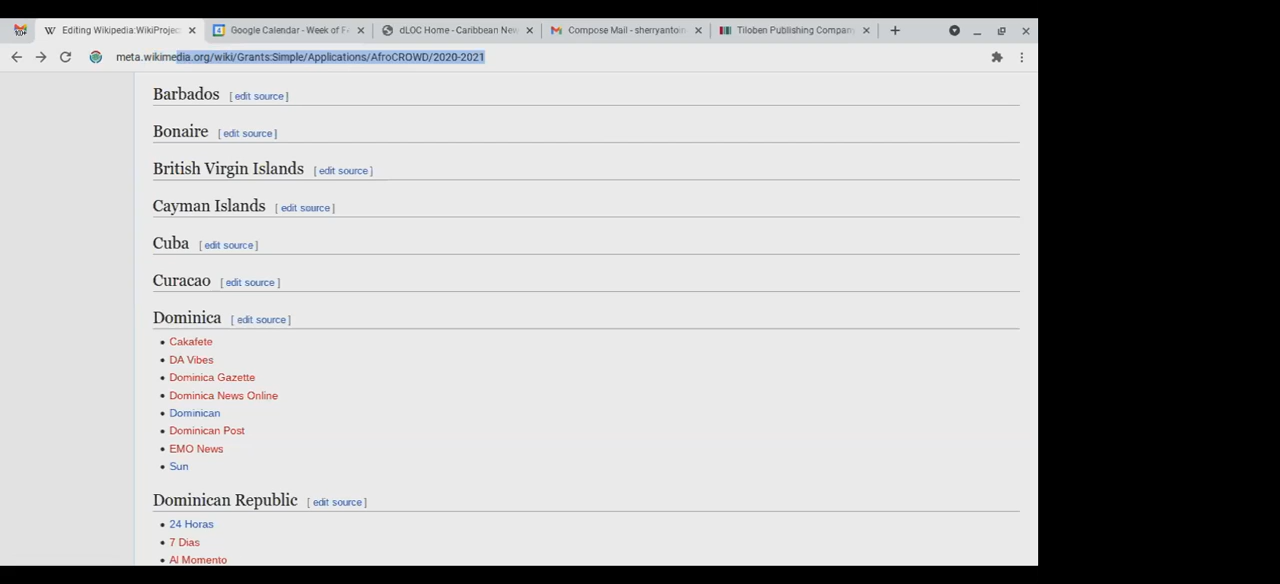 Editing Wikipedia:WikiProjec
Google Calendar - Week of F
dLOC Home - Caribbean New
Compose Mail - sherryantoin
Tiloben Publishing Company
meta.wikimedia.org/wiki/Grants:Simple/Applications/AfroCROWD/2020-2021
Barbados [ edit source ]
Bonaire [ edit source ]
British Virgin Islands [ edit source ]
Cayman Islands [ edit source ]
Cuba [ edit source ]
Curacao [ edit source ]
Dominica [ edit source ]
• Cakafete
• DA Vibes
• Dominica Gazette
• Dominica News Online
• Dominican
• Dominican Post
• EMO News
• Sun
Dominican Republic [ edit source ]
• 24 Horas
• 7 Dias
• Al Momento